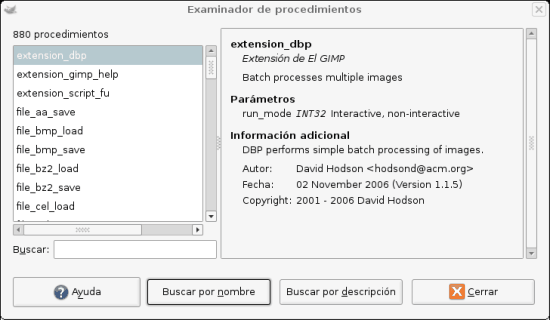 Examinador de procedimientos
880 procedimientos
extension_dbp
extension_gimp_help
extension_script_fu
file_aa_save
file_bmp_load
file_bmp_save
file_bz2_load
file_bz2_save
file_cel_load
Buscar:
extension_dbp
Extensión de El GIMP
Batch processes multiple images
Parámetros
run_mode INT32 Interactive, non-interactive
Información adicional
DBP performs simple batch processing of images.
Autor: David Hodson <hodsond@acm.org>
Fecha: 02 November 2006 (Version 1.1.5)
Copyright: 2001 - 2006 David Hodson
Ayuda
Buscar por nombre
Buscar por descripción
Cerrar